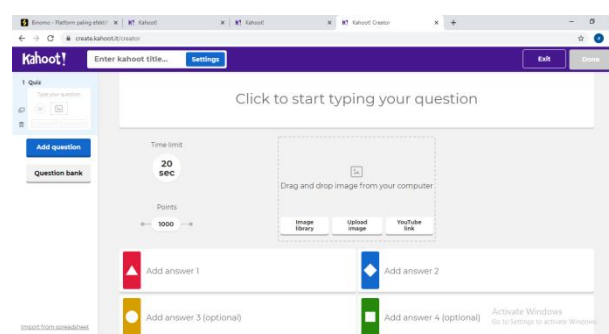 Einome - Platform paling efektif
Kahoot!
Kahoot!
Kahoot! Creator
create.kahoot.it/creator
Kahoot!
Enter kahoot title...
Settings
Exit
Done
1 Quiz
Type your question
20
Add question
Question bank
Import from spreadsheet
Click to start typing your question
Time limit
20
sec
Points
1000
Drag and drop image from your computer
Image
library
Upload
image
YouTube
link
Add answer 1
Add answer 2
Add answer 3 (optional)
Add answer 4 (optional)
Activate Windows
Go to Settings to activate Windows